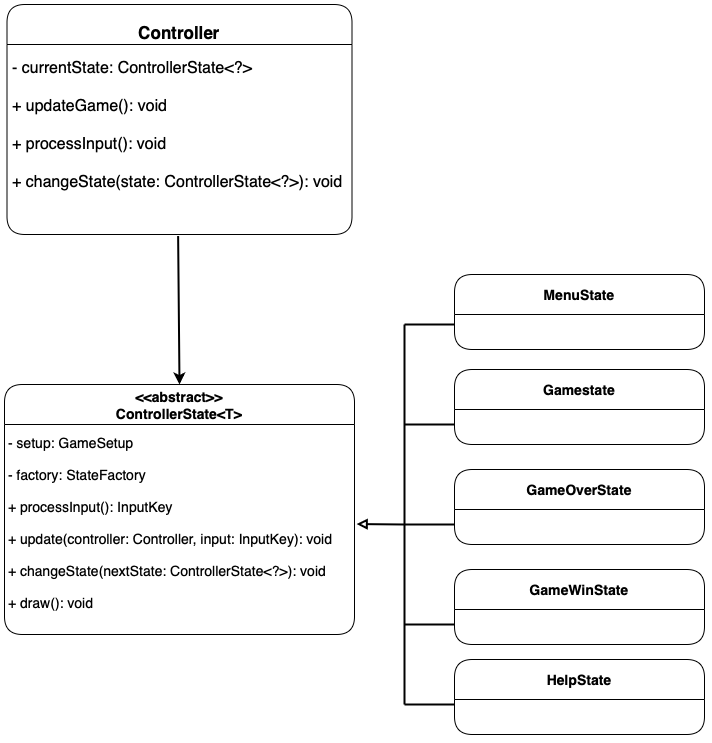 Controller
- currentState: ControllerState<?>
+ updateGame(): void
+ processInput(): void
+ changeState(state: ControllerState<?>): void
<<abstract>>
ControllerState<T>
- setup: GameSetup
- factory: StateFactory
+ processInput(): InputKey
+ update(controller: Controller, input: InputKey): void
+ changeState(nextState: ControllerState<?>): void
+ draw(): void
MenuState
Gamestate
GameOverState
GameWinState
HelpState